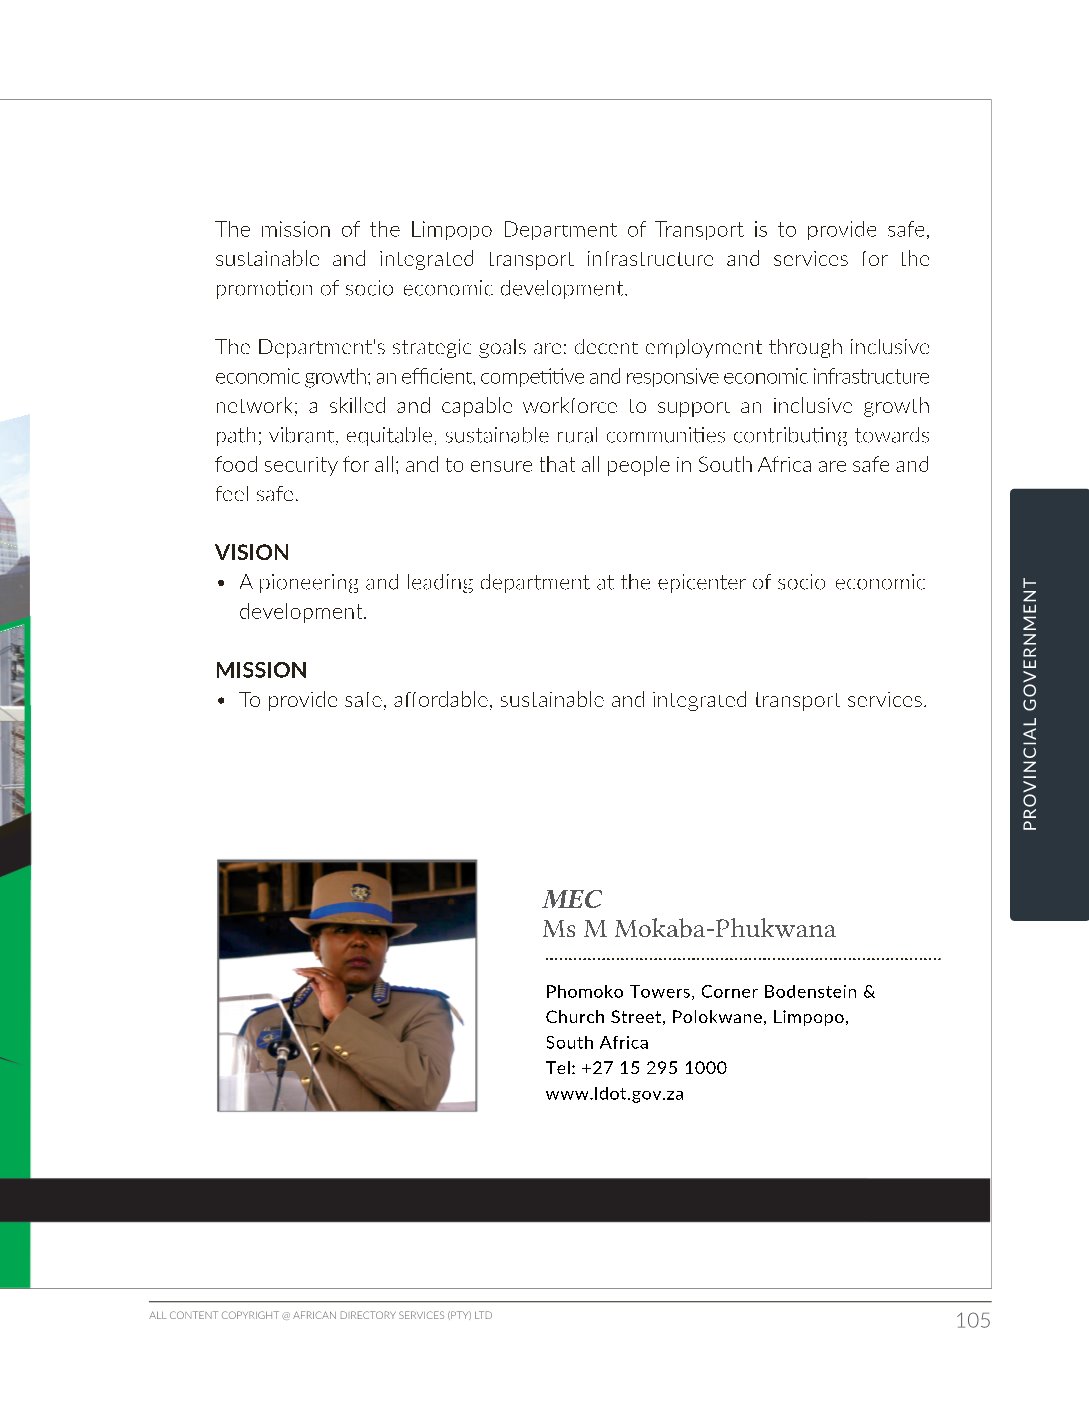 The mission of the Limpopo Department of Transport is to provide safe,
sustainable and integrated transport infrastructure and services for the
promotion of socio economic development.
The Department's strategic goals are: decent employment through inclusive
economic growth; an efficient, competitive and responsive economic infrastructure
network; a skilled and capable workforce to support an inclusive growth
path; vibrant, equitable, sustainable rural communities contributing towards
food security for all; and to ensure that all people in South Africa are safe and
feel safe.
VISION
• A pioneering and leading department at the epicenter of socio economic
development.
MISSION
• To provide safe, affordable, sustainable and integrated transport services.
PROVINCIAL GOVERNMENT
MEC
Ms M Mokaba-Phukwana
Phomoko Towers, Corner Bodenstein &
Church Street, Polokwane, Limpopo,
South Africa
Tel: +27 15 295 1000
www.ldot.gov.za
ALL CONTENT COPYRIGHT @ AFRICAN DIRECTORY SERVICES (PTY) LTD
105